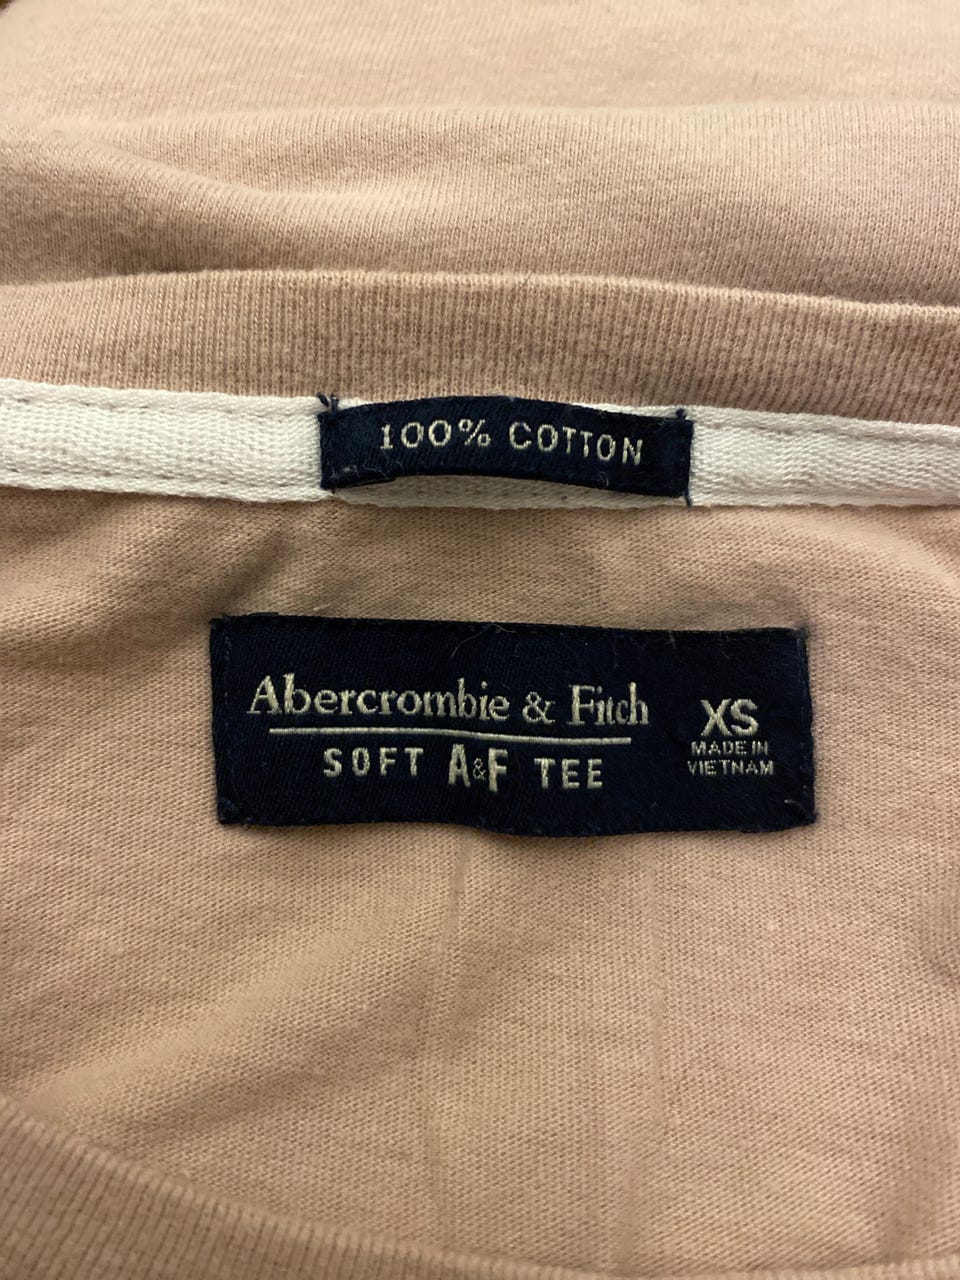 100% COTTON
Abercrombie & Fitch
SOFT A&F TEE
XS
MADE IN
VIETNAM